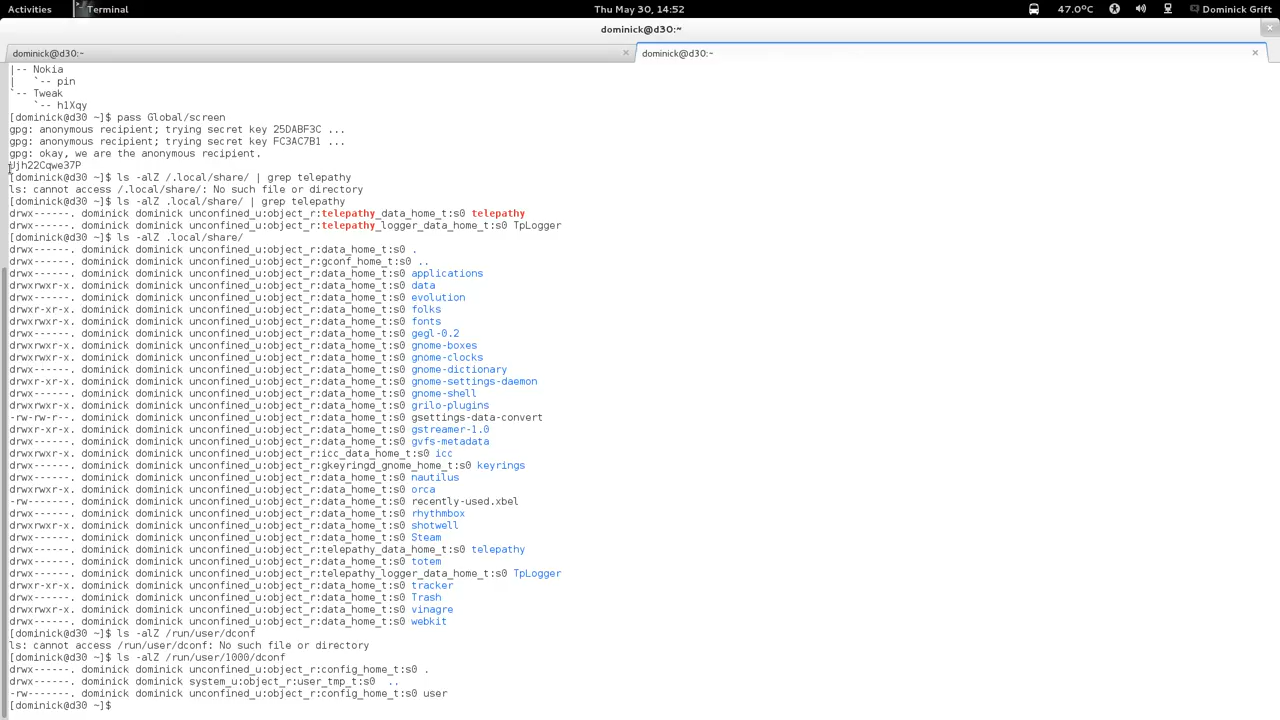 Activities Terminal Thu May 30, 14:52 47.0°C Dominick Grift
dominick@d30:~
dominick@d30:~ × dominick@d30:~ ×
|-- Nokia
|   `-- pin
`-- Tweak
    `-- h1Xqy
[dominick@d30 ~]$ pass Global/screen
gpg: anonymous recipient; trying secret key 25DABF3C ...
gpg: anonymous recipient; trying secret key FC3AC7B1 ...
gpg: okay, we are the anonymous recipient.
Ujh22Cqwe37P
[dominick@d30 ~]$ ls -alZ /.local/share/ | grep telepathy
ls: cannot access /.local/share/: No such file or directory
[dominick@d30 ~]$ ls -alZ .local/share/ | grep telepathy
drwx------. dominick dominick unconfined_u:object_r:telepathy_data_home_t:s0 telepathy
drwx------. dominick dominick unconfined_u:object_r:telepathy_logger_data_home_t:s0 TpLogger
[dominick@d30 ~]$ ls -alZ .local/share/
drwx------. dominick dominick unconfined_u:object_r:data_home_t:s0 .
drwx------. dominick dominick unconfined_u:object_r:gconf_home_t:s0 ..
drwx------. dominick dominick unconfined_u:object_r:data_home_t:s0 applications
drwxrwxr-x. dominick dominick unconfined_u:object_r:data_home_t:s0 data
drwx------. dominick dominick unconfined_u:object_r:data_home_t:s0 evolution
drwxr-xr-x. dominick dominick unconfined_u:object_r:data_home_t:s0 folks
drwxrwxr-x. dominick dominick unconfined_u:object_r:data_home_t:s0 fonts
drwx------. dominick dominick unconfined_u:object_r:data_home_t:s0 gegl-0.2
drwxrwxr-x. dominick dominick unconfined_u:object_r:data_home_t:s0 gnome-boxes
drwxrwxr-x. dominick dominick unconfined_u:object_r:data_home_t:s0 gnome-clocks
drwx------. dominick dominick unconfined_u:object_r:data_home_t:s0 gnome-dictionary
drwxr-xr-x. dominick dominick unconfined_u:object_r:data_home_t:s0 gnome-settings-daemon
drwx------. dominick dominick unconfined_u:object_r:data_home_t:s0 gnome-shell
drwxrwxr-x. dominick dominick unconfined_u:object_r:data_home_t:s0 grilo-plugins
-rw-rw-r--. dominick dominick unconfined_u:object_r:data_home_t:s0 gsettings-data-convert
drwxr-xr-x. dominick dominick unconfined_u:object_r:data_home_t:s0 gstreamer-1.0
drwx------. dominick dominick unconfined_u:object_r:data_home_t:s0 gvfs-metadata
drwxrwxr-x. dominick dominick unconfined_u:object_r:icc_data_home_t:s0 icc
drwx------. dominick dominick unconfined_u:object_r:gkeyringd_gnome_home_t:s0 keyrings
drwx------. dominick dominick unconfined_u:object_r:data_home_t:s0 nautilus
drwxrwxr-x. dominick dominick unconfined_u:object_r:data_home_t:s0 orca
-rw-------. dominick dominick unconfined_u:object_r:data_home_t:s0 recently-used.xbel
drwx------. dominick dominick unconfined_u:object_r:data_home_t:s0 rhythmbox
drwxrwxr-x. dominick dominick unconfined_u:object_r:data_home_t:s0 shotwell
drwx------. dominick dominick unconfined_u:object_r:data_home_t:s0 Steam
drwx------. dominick dominick unconfined_u:object_r:telepathy_data_home_t:s0 telepathy
drwx------. dominick dominick unconfined_u:object_r:data_home_t:s0 totem
drwx------. dominick dominick unconfined_u:object_r:telepathy_logger_data_home_t:s0 TpLogger
drwxr-xr-x. dominick dominick unconfined_u:object_r:data_home_t:s0 tracker
drwx------. dominick dominick unconfined_u:object_r:data_home_t:s0 Trash
drwxrwxr-x. dominick dominick unconfined_u:object_r:data_home_t:s0 vinagre
drwx------. dominick dominick unconfined_u:object_r:data_home_t:s0 webkit
[dominick@d30 ~]$ ls -alZ /run/user/dconf
ls: cannot access /run/user/dconf: No such file or directory
[dominick@d30 ~]$ ls -alZ /run/user/1000/dconf
drwx------. dominick dominick unconfined_u:object_r:config_home_t:s0 .
drwx------. dominick dominick system_u:object_r:user_tmp_t:s0  ..
-rw-------. dominick dominick unconfined_u:object_r:config_home_t:s0 user
[dominick@d30 ~]$